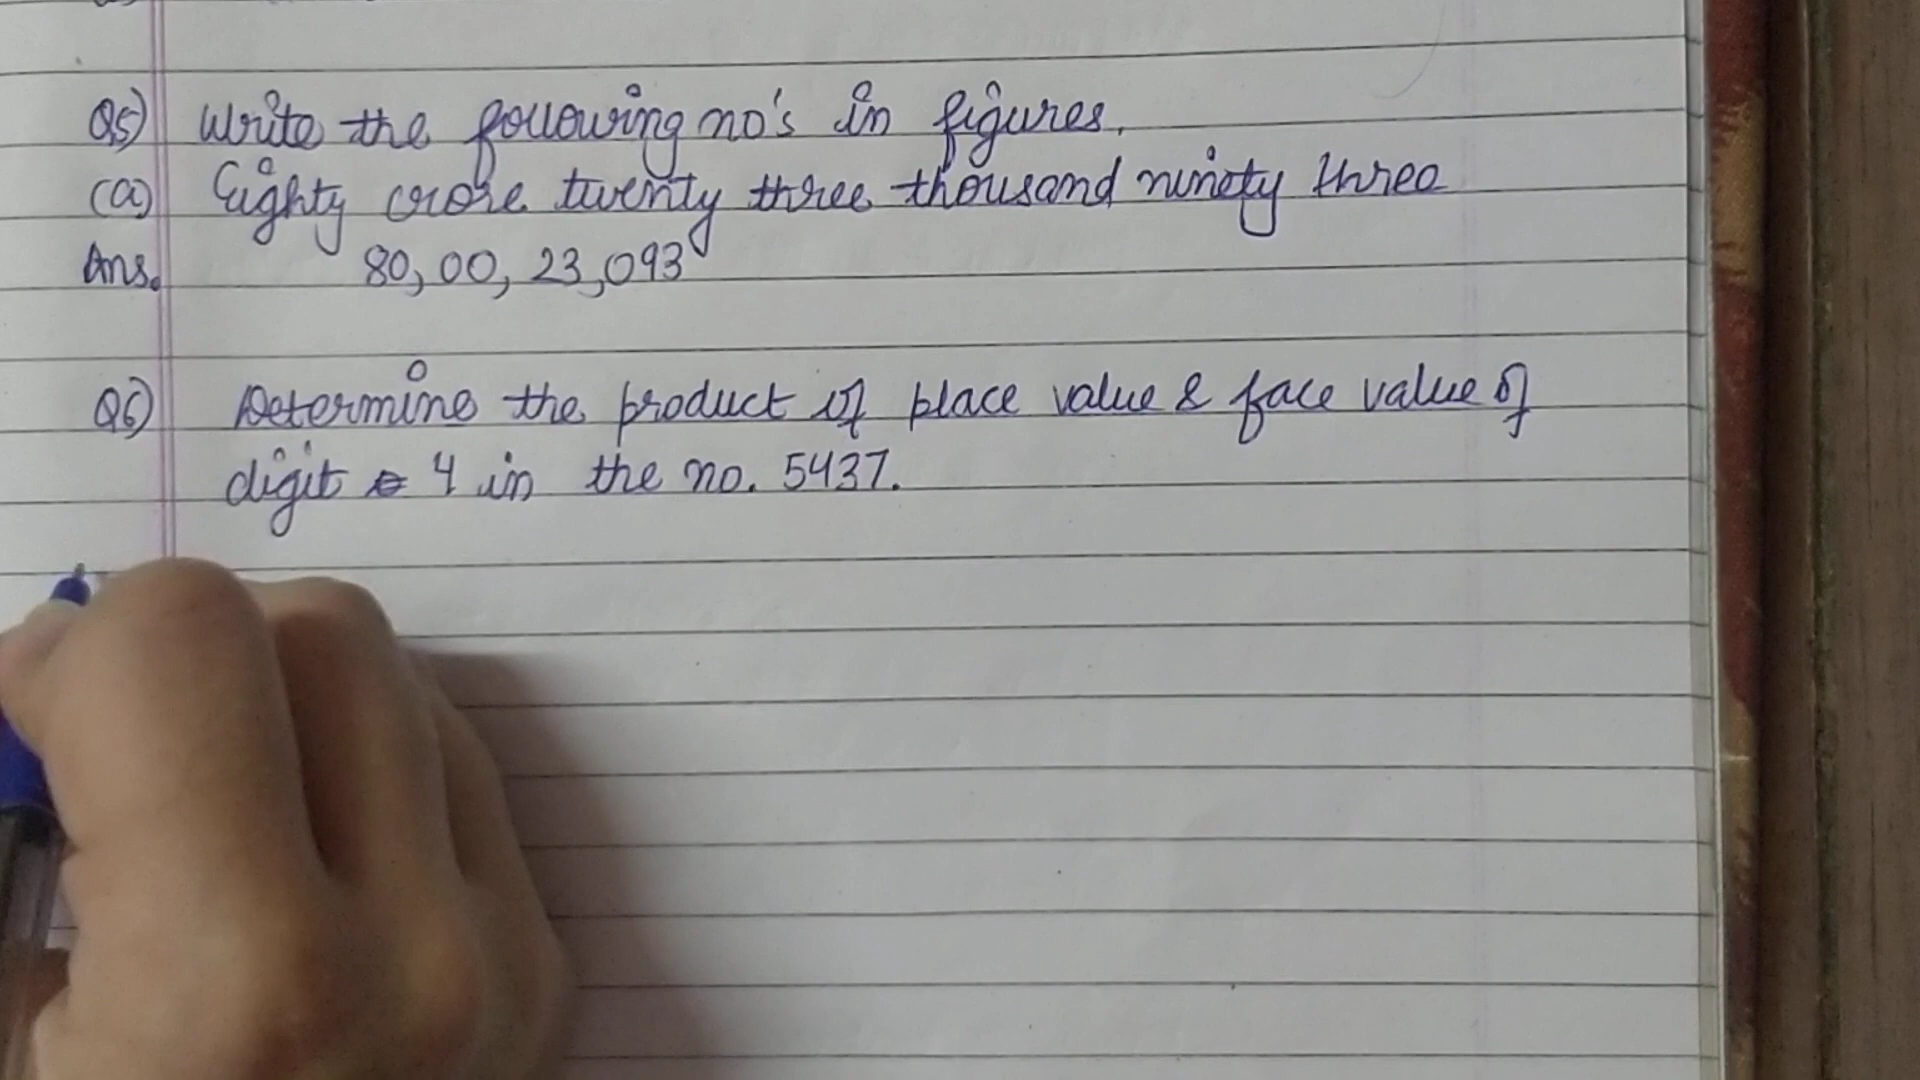 Q5) Write the following no's in figures.
(a) Eighty crore twenty three thousand ninety three
Ans. 80,00,23,093
Q6) Determine the product of place value & face value of
digit 4 in the no. 5437.